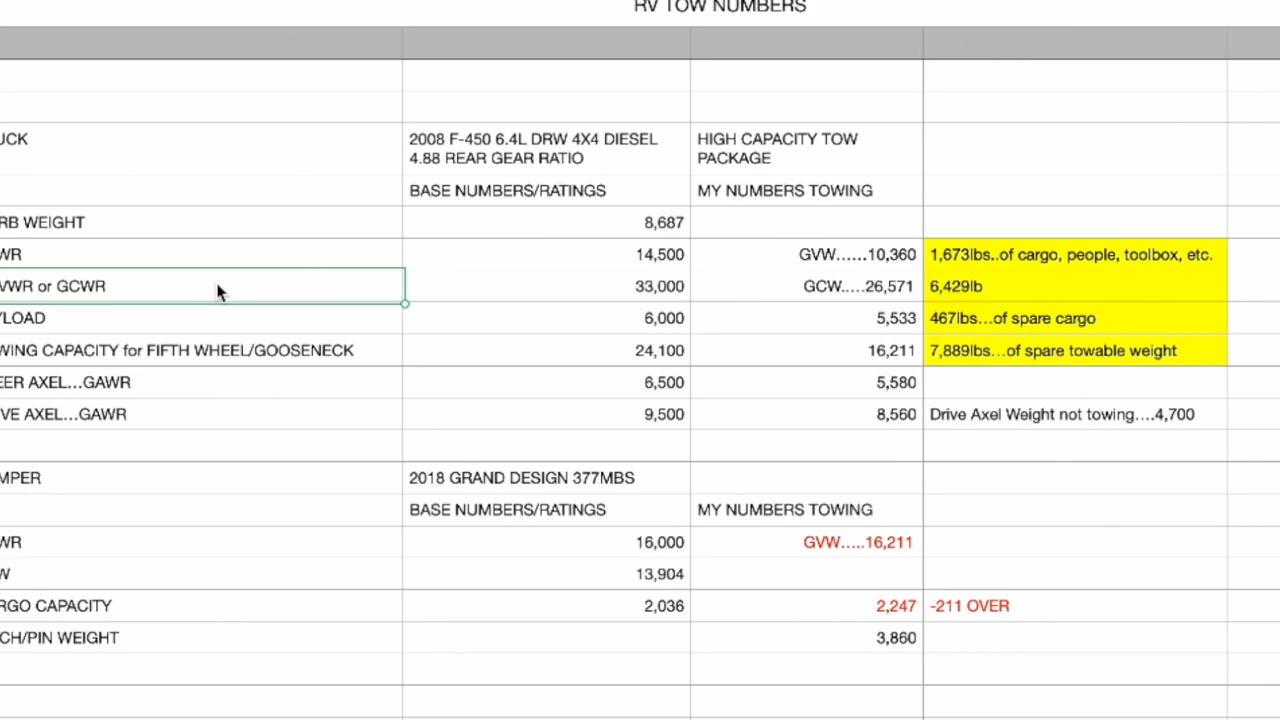 RV TOW NUMBERS
UCK 2008 F-450 6.4L DRW 4X4 DIESEL HIGH CAPACITY TOW
4.88 REAR GEAR RATIO PACKAGE
BASE NUMBERS/RATINGS MY NUMBERS TOWING
RB WEIGHT 8,687
WR 14,500 GVW......10,360 1,673lbs..of cargo, people, toolbox, etc.
VWR or GCWR 33,000 GCW.....26,571 6,429lb
YLOAD 6,000 5,533 467lbs...of spare cargo
WING CAPACITY for FIFTH WHEEL/GOOSENECK 24,100 16,211 7,889lbs...of spare towable weight
EER AXEL...GAWR 6,500 5,580
VE AXEL...GAWR 9,500 8,560 Drive Axel Weight not towing....4,700
MPER 2018 GRAND DESIGN 377MBS
BASE NUMBERS/RATINGS MY NUMBERS TOWING
WR 16,000 GVW.....16,211
W 13,904
RGO CAPACITY 2,036 2,247 -211 OVER
CH/PIN WEIGHT 3,860